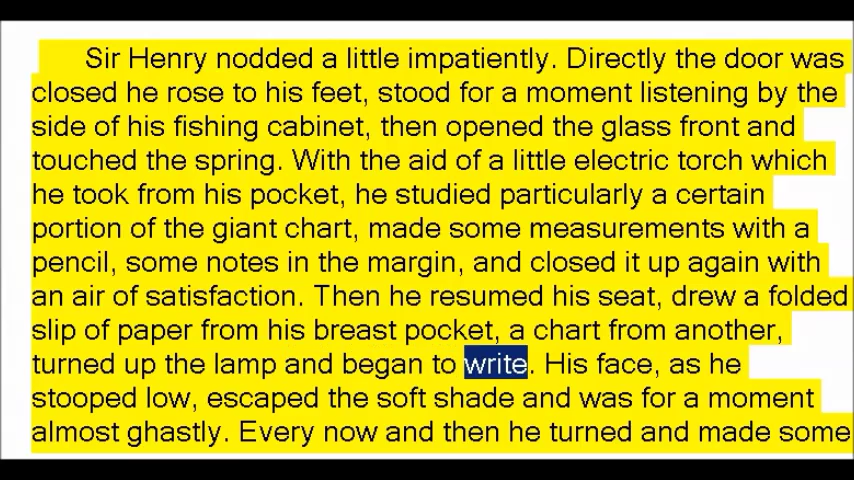 Sir Henry nodded a little impatiently. Directly the door was
closed he rose to his feet, stood for a moment listening by the
side of his fishing cabinet, then opened the glass front and
touched the spring. With the aid of a little electric torch which
he took from his pocket, he studied particularly a certain
portion of the giant chart, made some measurements with a
pencil, some notes in the margin, and closed it up again with
an air of satisfaction. Then he resumed his seat, drew a folded
slip of paper from his breast pocket, a chart from another,
turned up the lamp and began to write. His face, as he
stooped low, escaped the soft shade and was for a moment
almost ghastly. Every now and then he turned and made some